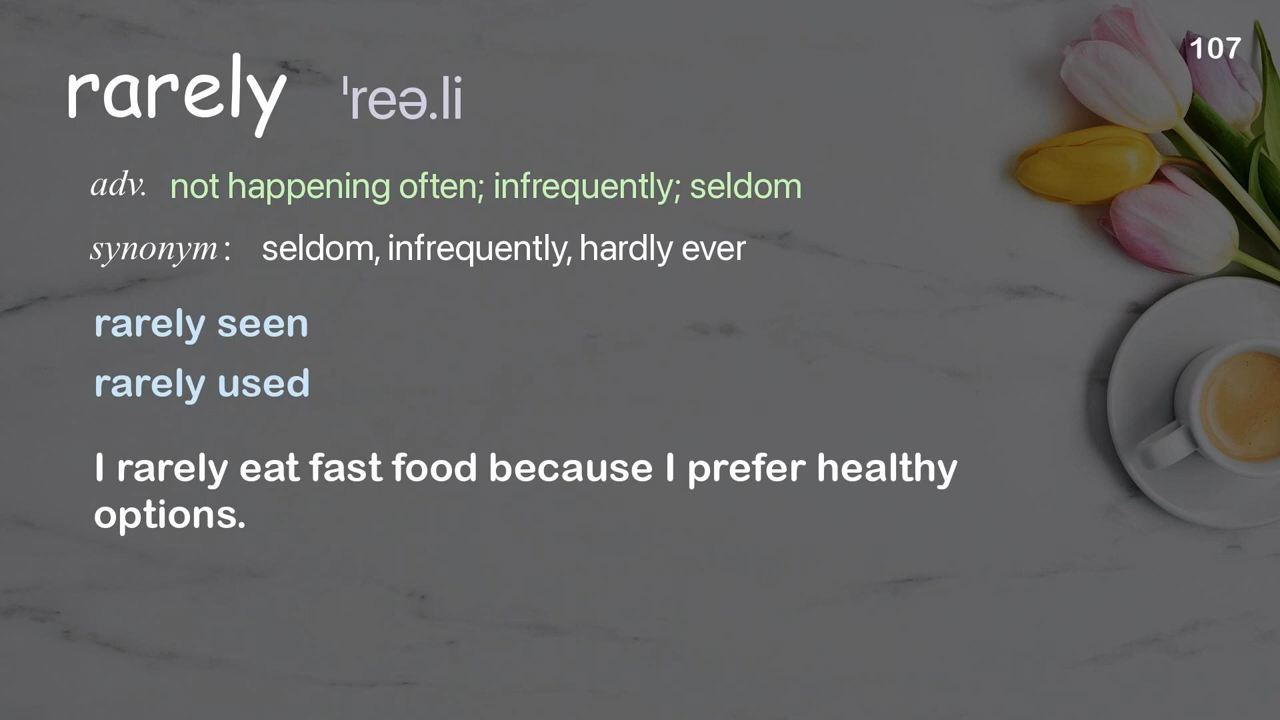 107
rarely ˈreə.li
adv. not happening often; infrequently; seldom
synonym : seldom, infrequently, hardly ever
rarely seen
rarely used
I rarely eat fast food because I prefer healthy
options.